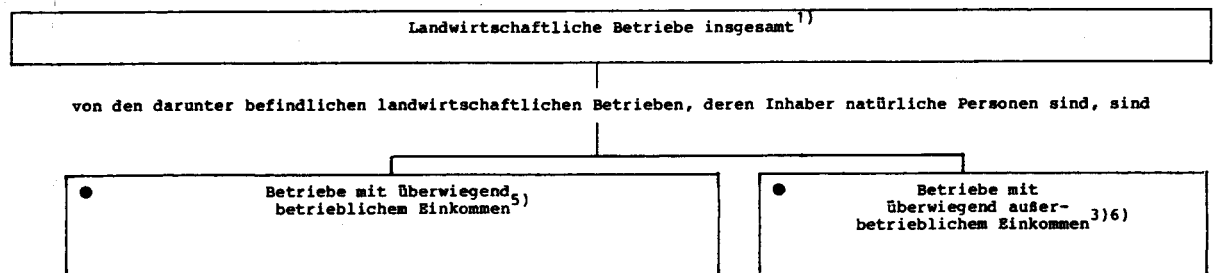 Landwirtschaftliche Betriebe insgesamt1)
von den darunter befindlichen landwirtschaftlichen Betrieben, deren Inhaber natürliche Personen sind, sind
● Betriebe mit überwiegend
betrieblichem Einkommen5)
● Betriebe mit
überwiegend außer-
betrieblichem Einkommen3)6)